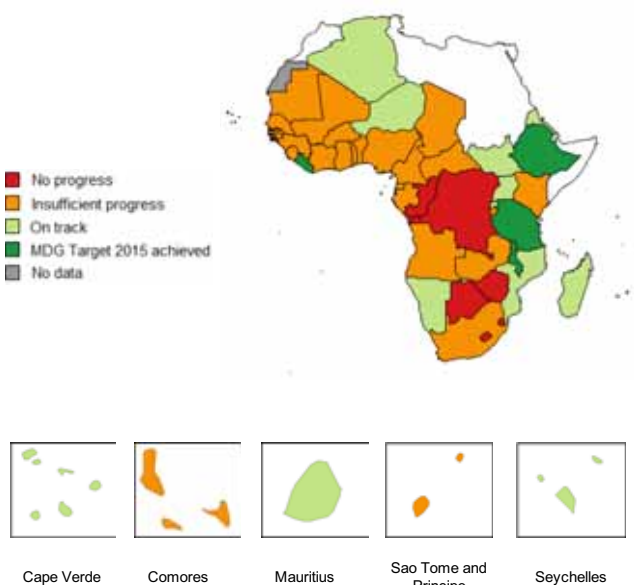 No progress
Insufficient progress
On track
MDG Target 2015 achieved
No data
Cape Verde
Comores
Mauritius
Sao Tome and
Principe
Seychelles